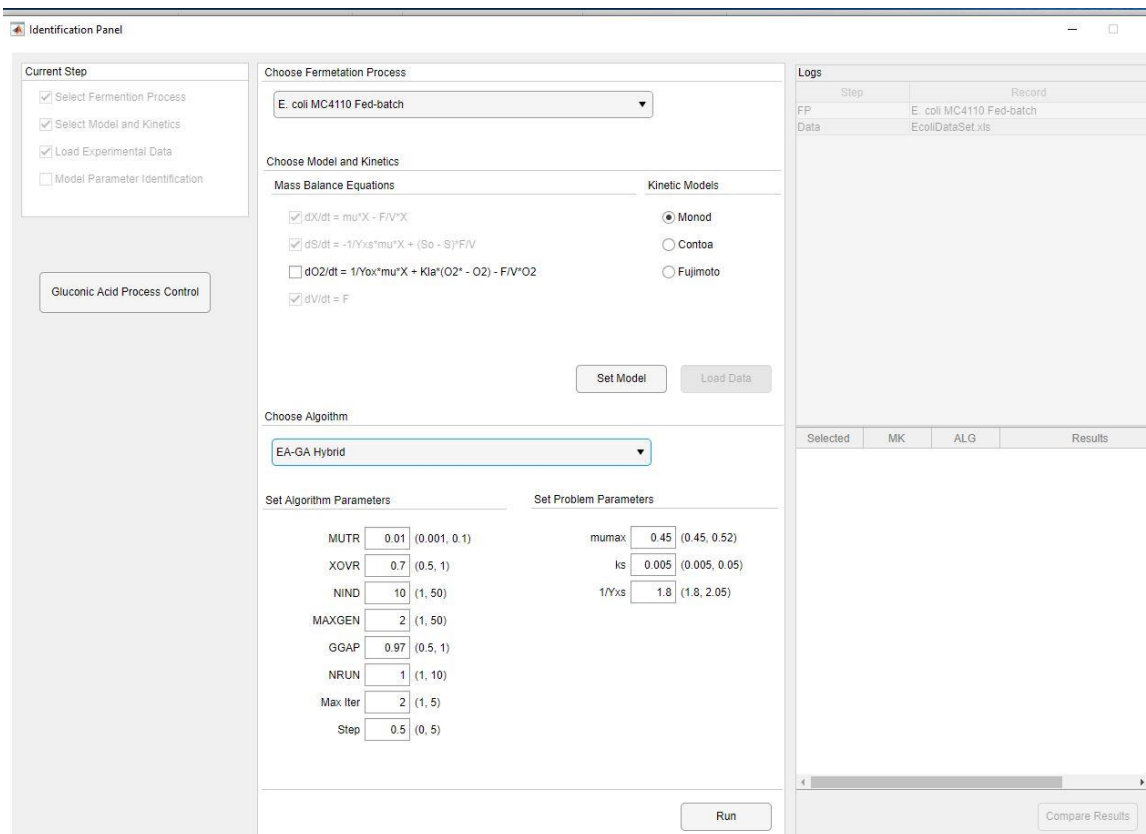 Identification Panel
Current Step
Select Fermention Process
Select Model and Kinetics
Load Experimental Data
Model Parameter Identification
Gluconic Acid Process Control
Choose Fermetation Process
E. coli MC4110 Fed-batch
Choose Model and Kinetics
Mass Balance Equations
dX/dt = mu*X - F/V*X
dS/dt = -1/Yxs*mu*X + (So - S)*F/V
dO2/dt = 1/Yox*mu*X + Kla*(O2* - O2) - F/V*O2
dV/dt = F
Kinetic Models
Monod
Contoa
Fujimoto
Set Model
Load Data
Choose Algoithm
EA-GA Hybrid
Set Algorithm Parameters
MUTR 0.01 (0.001, 0.1)
XOVR 0.7 (0.5, 1)
NIND 10 (1, 50)
MAXGEN 2 (1, 50)
GGAP 0.97 (0.5, 1)
NRUN 1 (1, 10)
Max Iter 2 (1, 5)
Step 0.5 (0, 5)
Set Problem Parameters
mumax 0.45 (0.45, 0.52)
ks 0.005 (0.005, 0.05)
1/Yxs 1.8 (1.8, 2.05)
Run
Logs
Step Record
FP E. coli MC4110 Fed-batch
Data EcoliDataSet.xls
Selected MK ALG Results
Compare Results